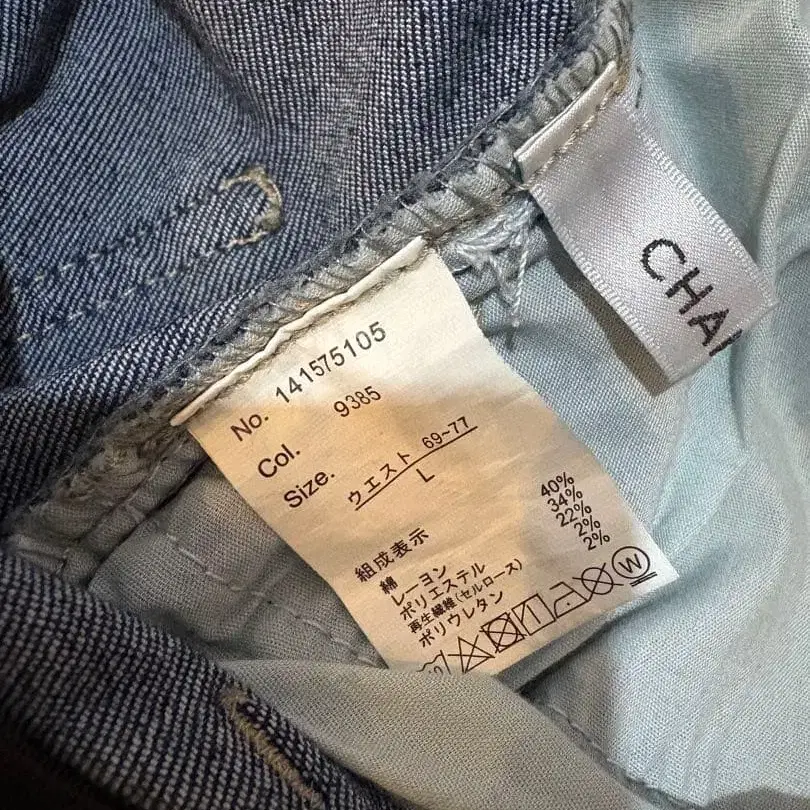 No. 141575105
Col. 9385
Size. ウエスト 69~77
L
組成表示
綿 40%
レーヨン 34%
ポリエステル 22%
再生繊維(セルロース) 2%
ポリウレタン 2%
W